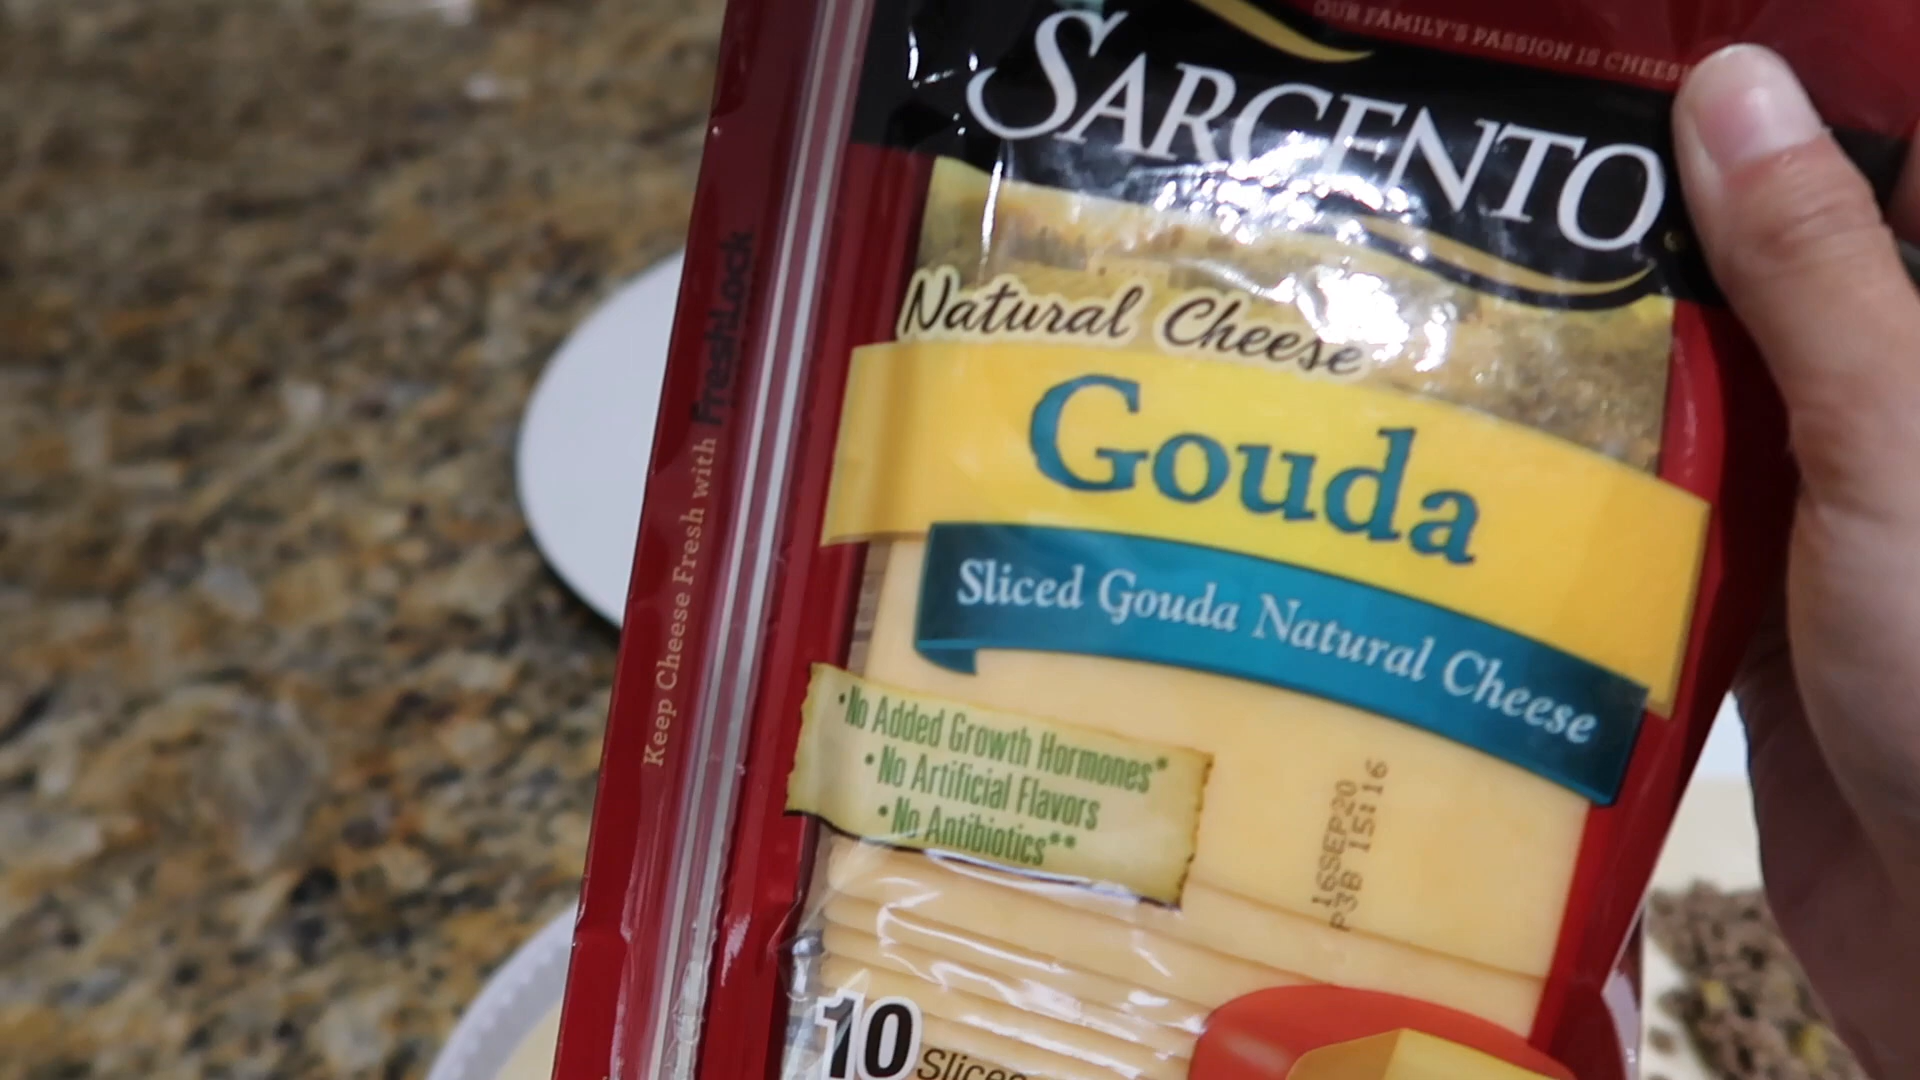 OUR FAMILY'S PASSION IS CHEESE
SARGENTO
Natural Cheese
Gouda
Sliced Gouda Natural Cheese
•No Added Growth Hormones*
•No Artificial Flavors
•No Antibiotics**
16SEP20
P3B 15:16
10 Slices
Keep Cheese Fresh with FreshLock